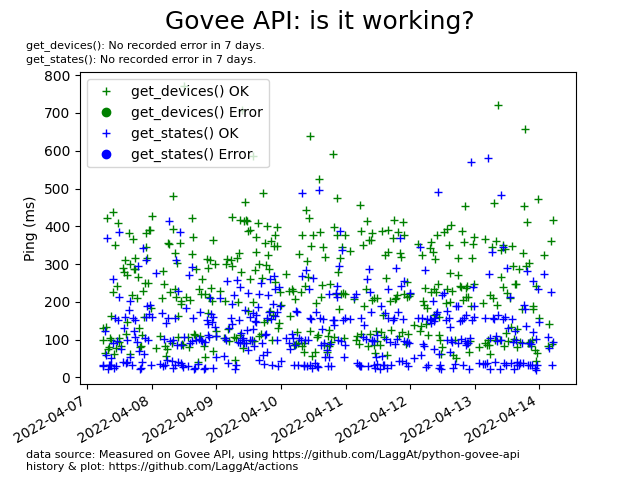 Govee API: is it working?
get_devices(): No recorded error in 7 days.
get_states(): No recorded error in 7 days.
800
700
600
500
400
300
200
100
0
Ping (ms)
get_devices() OK
get_devices() Error
get_states() OK
get_states() Error
2022-04-07
2022-04-08
2022-04-09
2022-04-10
2022-04-11
2022-04-12
2022-04-13
2022-04-14
data source: Measured on Govee API, using https://github.com/LaggAt/python-govee-api
history & plot: https://github.com/LaggAt/actions